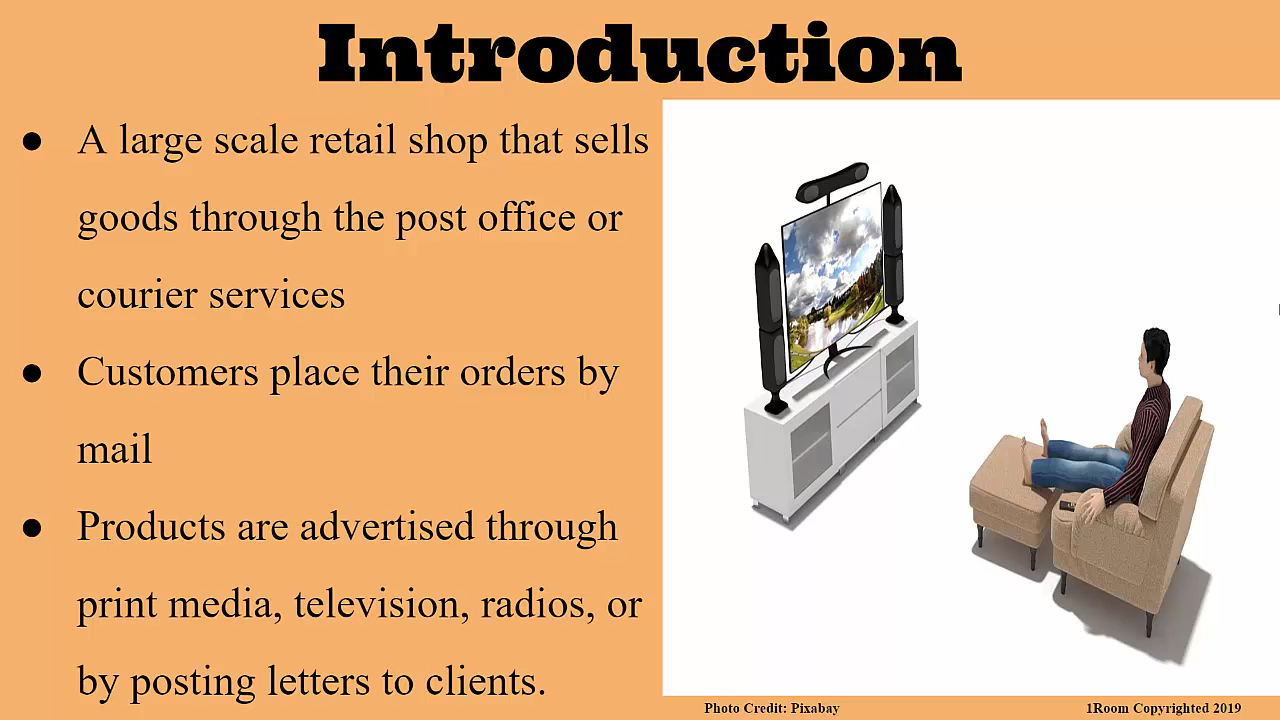 Introduction
● A large scale retail shop that sells
goods through the post office or
courier services
● Customers place their orders by
mail
● Products are advertised through
print media, television, radios, or
by posting letters to clients.
Photo Credit: Pixabay
1Room Copyrighted 2019